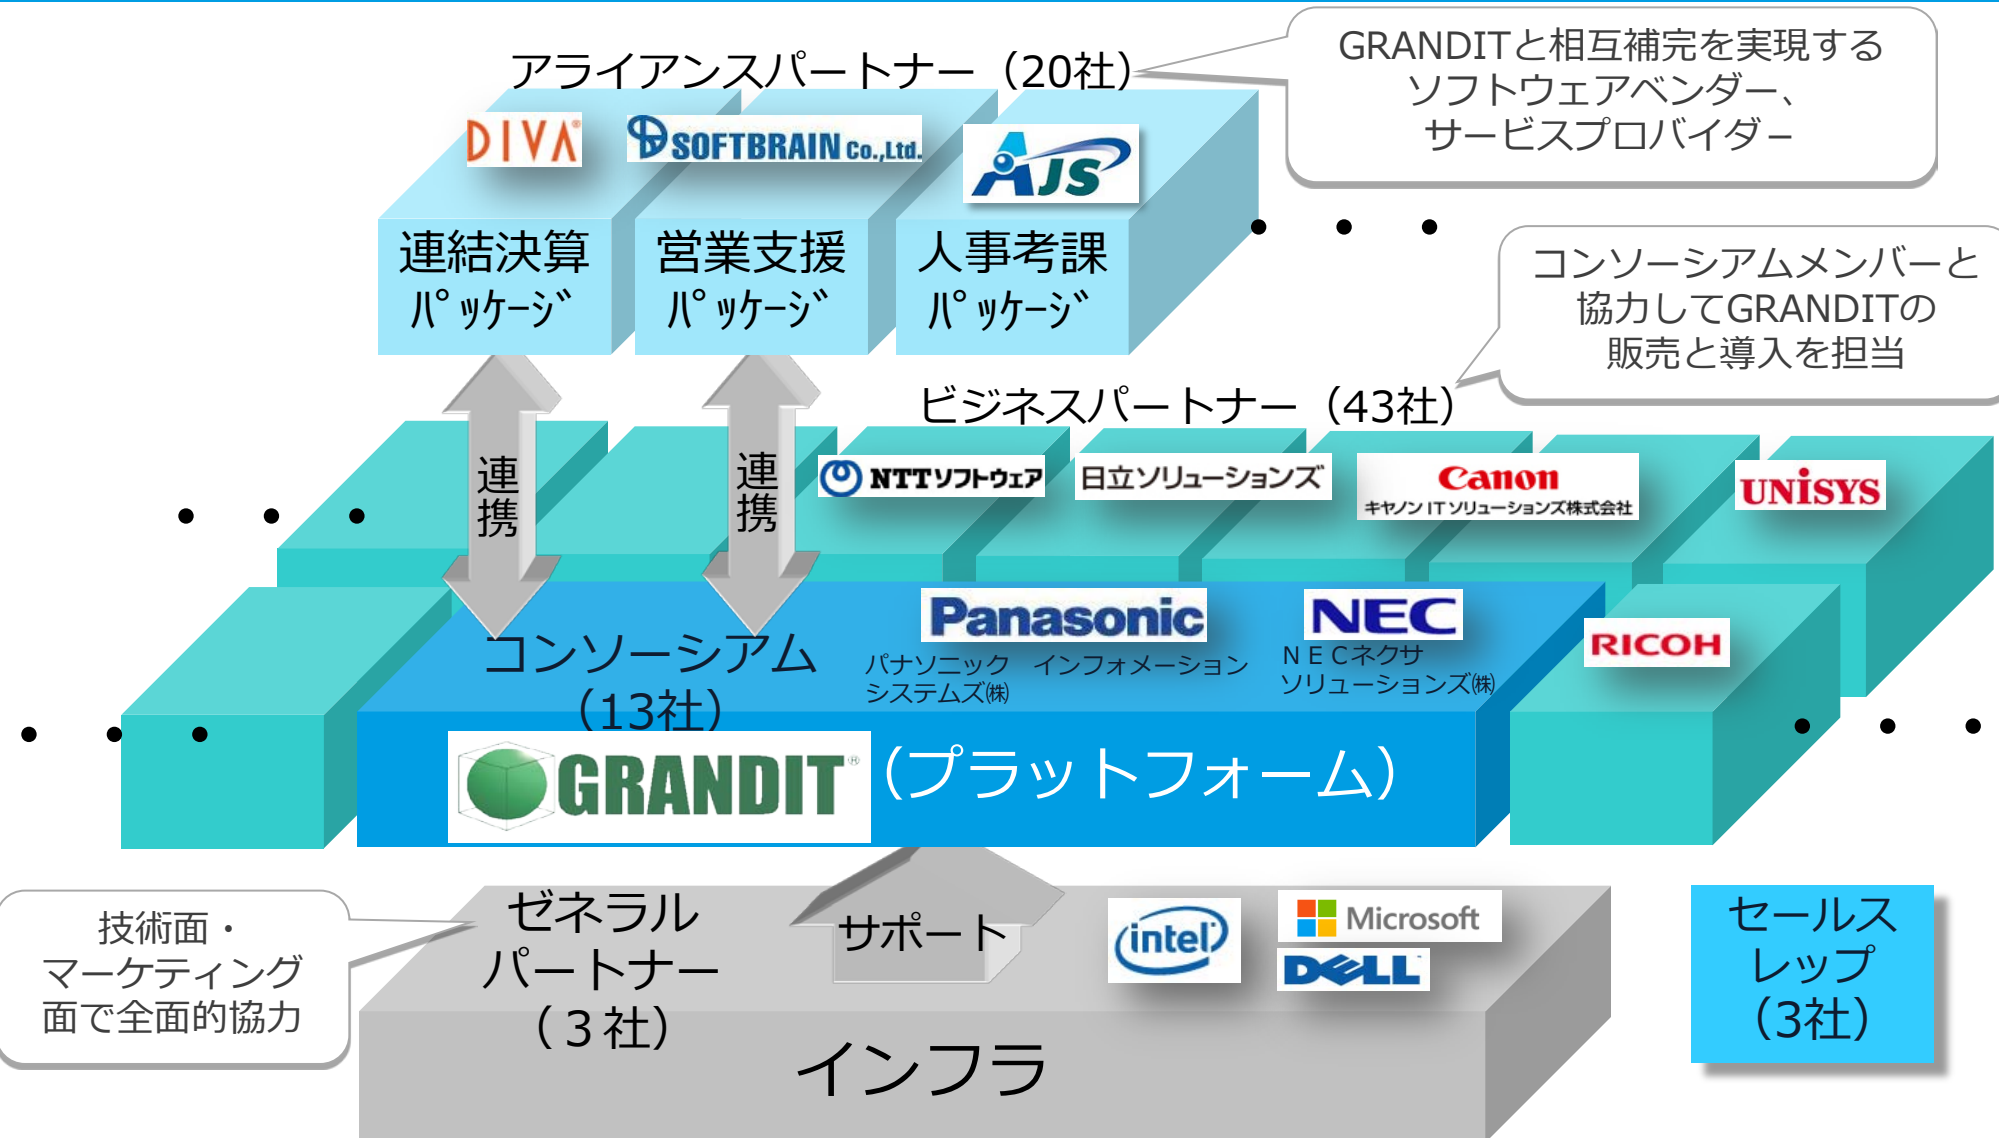 アライアンスパートナー（20社）
GRANDITと相互補完を実現する
ソフトウェアベンダー、
サービスプロバイダー
DIVA®
SOFTBRAIN Co.,Ltd.
AJS
連結決算
ﾊﾟｯｹｰｼﾞ
営業支援
ﾊﾟｯｹｰｼﾞ
人事考課
ﾊﾟｯｹｰｼﾞ
・・・
コンソーシアムメンバーと
協力してGRANDITの
販売と導入を担当
ビジネスパートナー（43社）
連携
連携
NTTソフトウェア
日立ソリューションズ
Canon
キヤノンITソリューションズ株式会社
UNISYS
・・・
コンソーシアム
（13社）
Panasonic
パナソニック　インフォメーション
システムズ㈱
NEC
ＮＥＣネクサ
ソリューションズ㈱
RICOH
・・・
・・・
GRANDIT®
（プラットフォーム）
技術面・
マーケティング
面で全面的協力
ゼネラル
パートナー
（３社）
サポート
intel
Microsoft
DELL
インフラ
セールス
レップ
（3社）